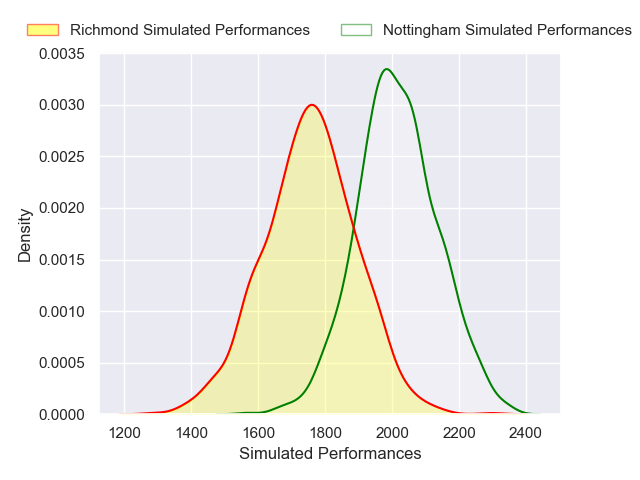 Richmond Simulated Performances
Nottingham Simulated Performances
0.0035
0.0030
0.0025
0.0020
0.0015
0.0010
0.0005
0.0000
Density
1200 1400 1600 1800 2000 2200 2400
Simulated Performances